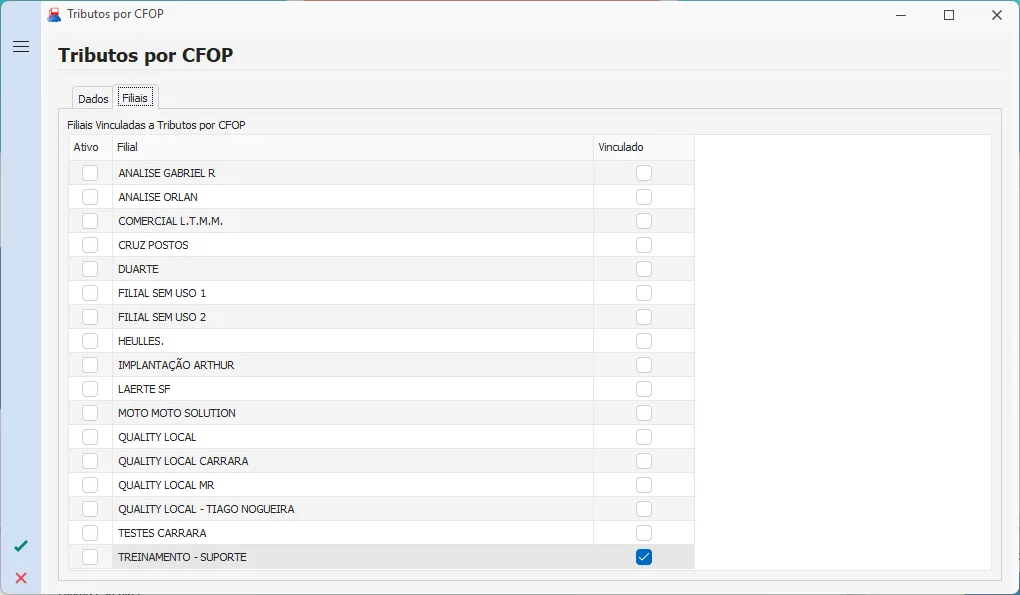 Tributos por CFOP
Tributos por CFOP
Dados Filiais
Filiais Vinculadas a Tributos por CFOP
Ativo Filial Vinculado
ANALISE GABRIEL R
ANALISE ORLAN
COMERCIAL L.T.M.M.
CRUZ POSTOS
DUARTE
FILIAL SEM USO 1
FILIAL SEM USO 2
HEULLES.
IMPLANTAÇÃO ARTHUR
LAERTE SF
MOTO MOTO SOLUTION
QUALITY LOCAL
QUALITY LOCAL CARRARA
QUALITY LOCAL MR
QUALITY LOCAL - TIAGO NOGUEIRA
TESTES CARRARA
TREINAMENTO - SUPORTE